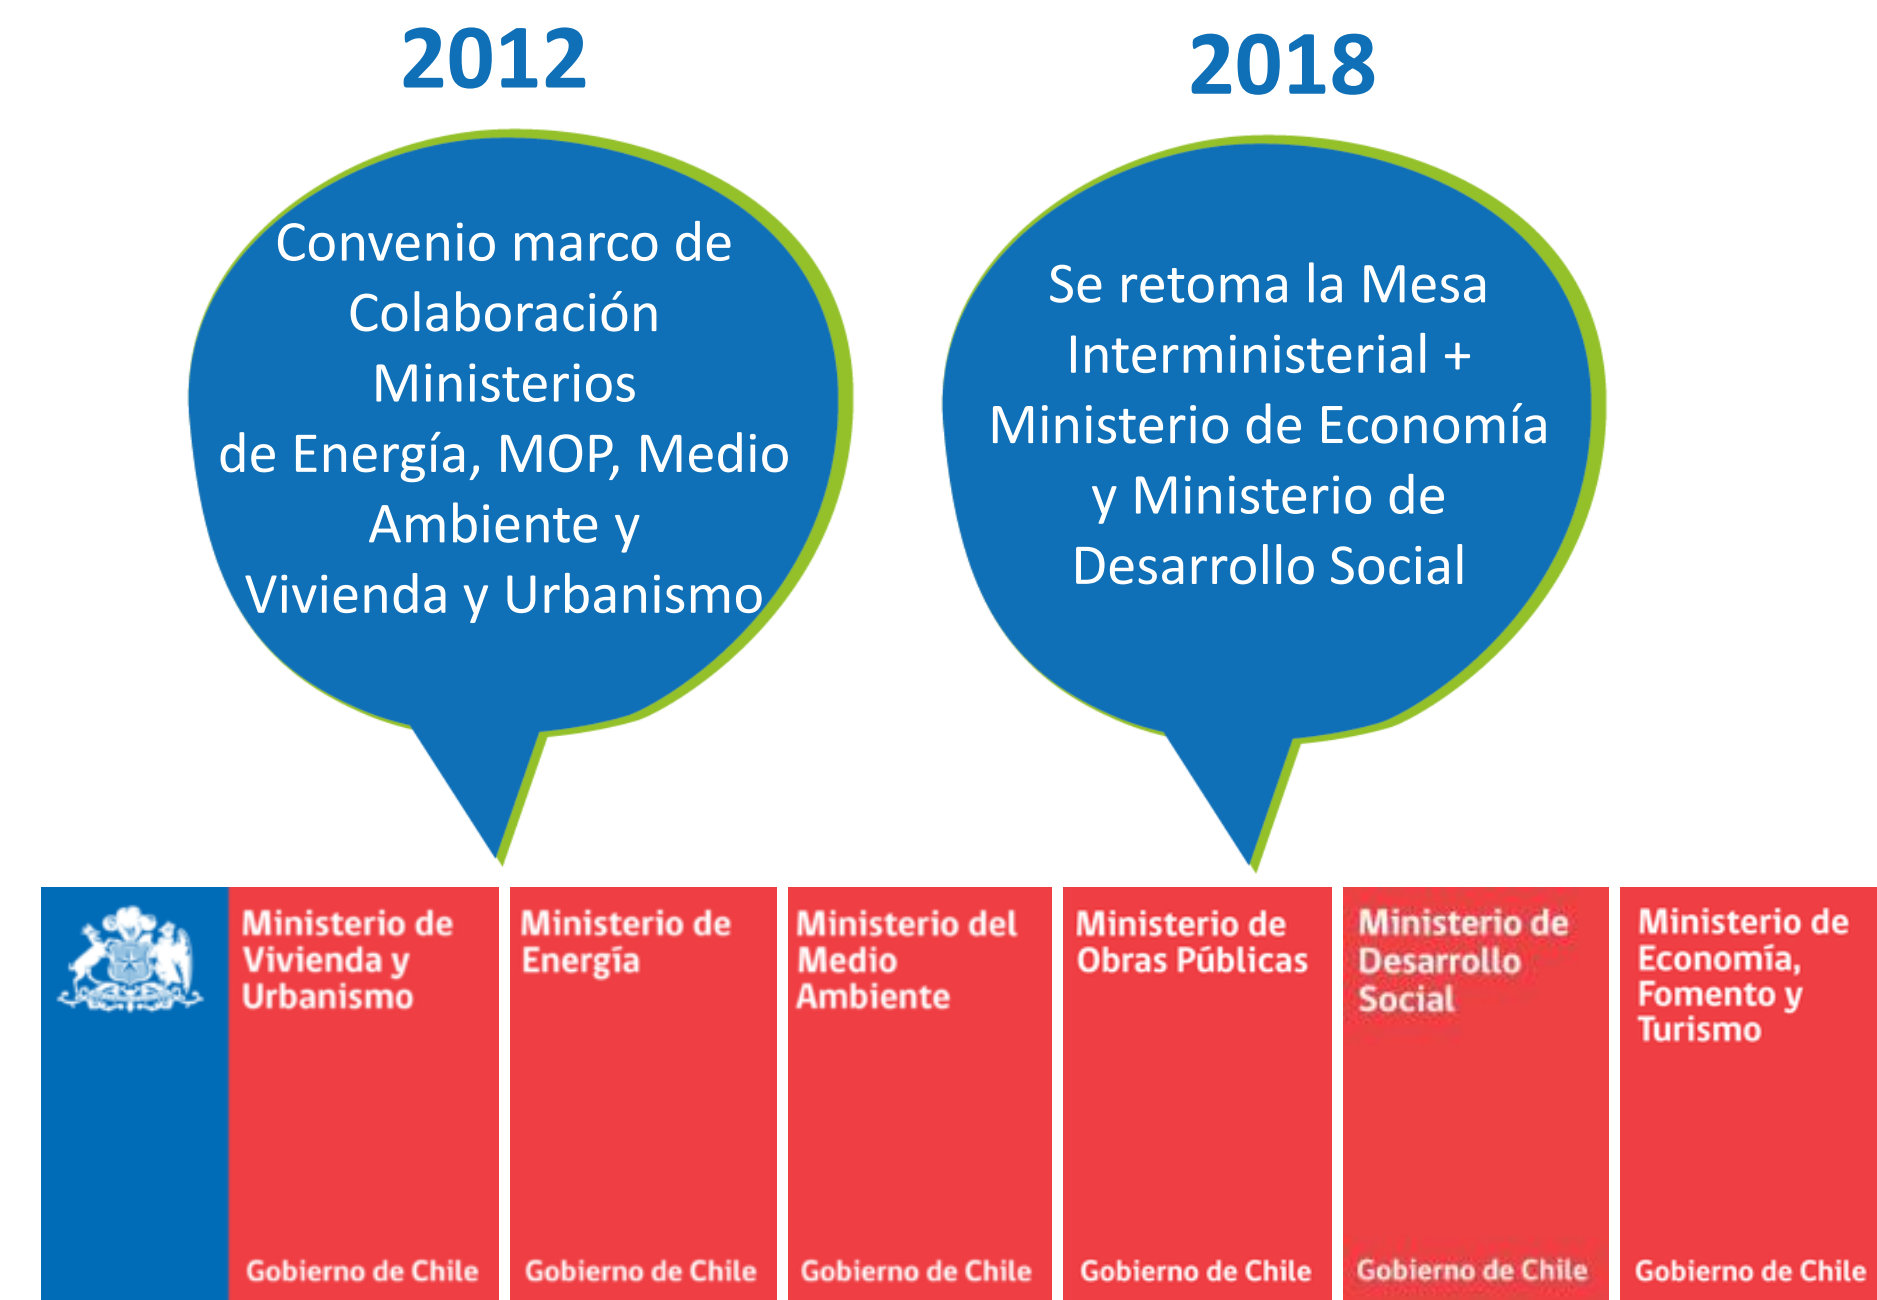 2012
Convenio marco de
Colaboración
Ministerios
de Energía, MOP, Medio
Ambiente y
Vivienda y Urbanismo
2018
Se retoma la Mesa
Interministerial +
Ministerio de Economía
y Ministerio de
Desarrollo Social
Ministerio de
Vivienda y
Urbanismo
Gobierno de Chile
Ministerio de
Energía
Gobierno de Chile
Ministerio del
Medio
Ambiente
Gobierno de Chile
Ministerio de
Obras Públicas
Gobierno de Chile
Ministerio de
Desarrollo
Social
Gobierno de Chile
Ministerio de
Economía,
Fomento y
Turismo
Gobierno de Chile